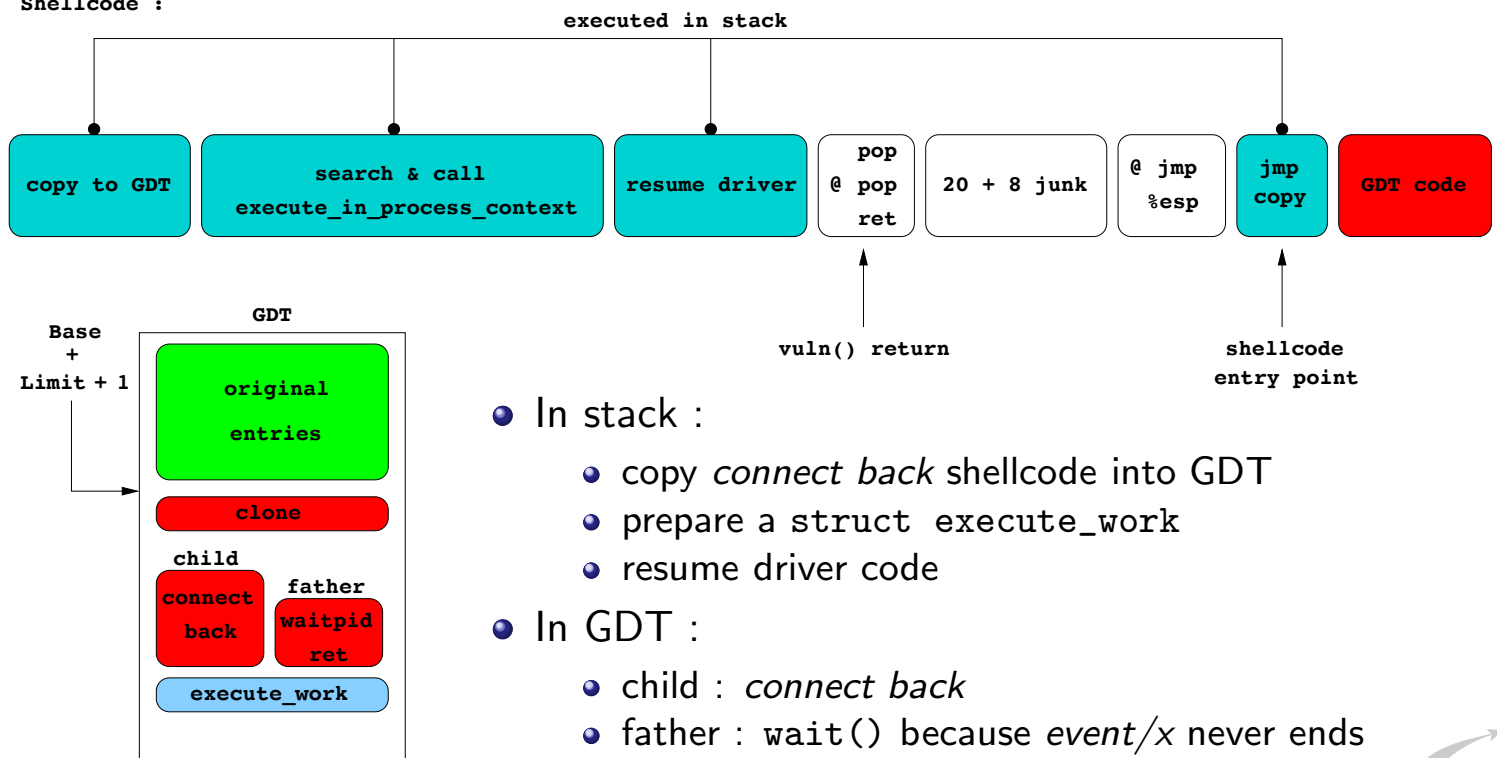 Shellcode :
executed in stack
copy to GDT
search & call
execute_in_process_context
resume driver
pop
@ pop
ret
20 + 8 junk
@ jmp
%esp
jmp
copy
GDT code
vuln() return
shellcode
entry point
GDT
Base
+
Limit + 1
original
entries
clone
child
connect
back
father
waitpid
ret
execute_work
In stack :
copy connect back shellcode into GDT
prepare a struct execute_work
resume driver code
In GDT :
child : connect back
father : wait() because event/x never ends